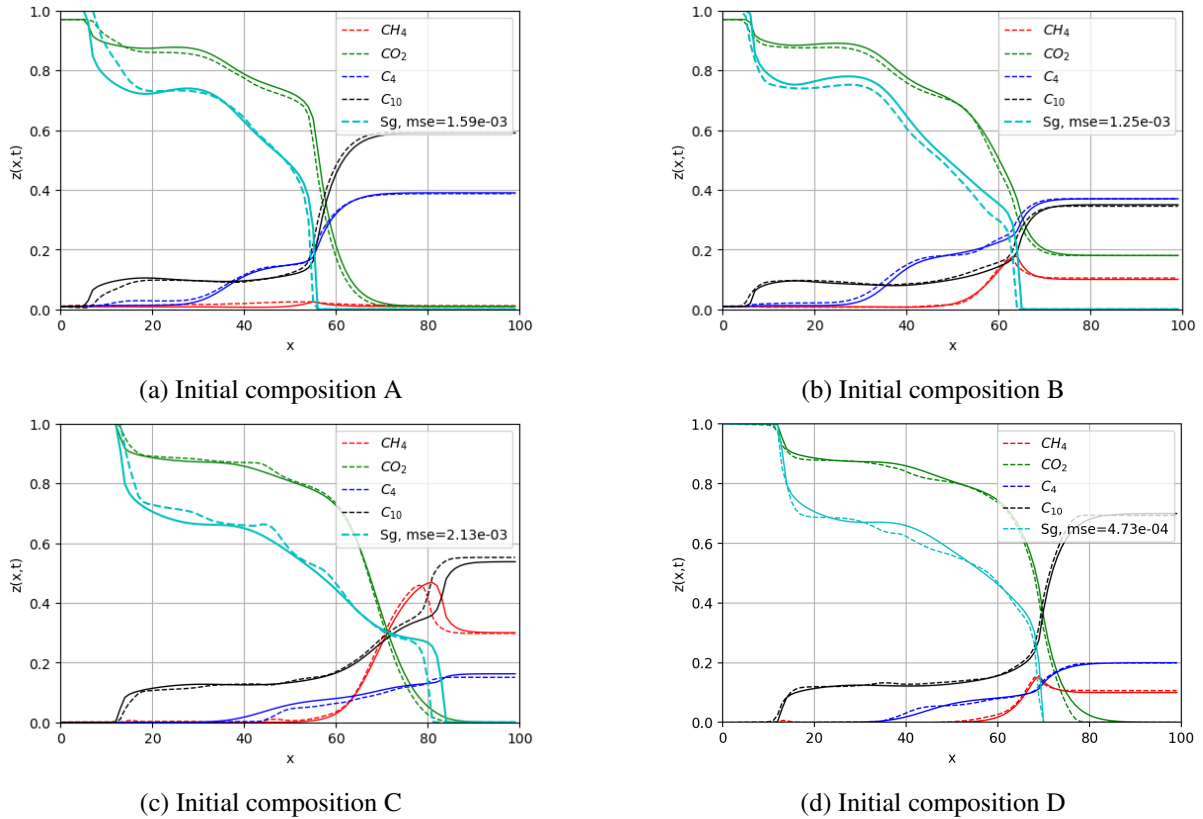 1.0
0.8
0.6
0.4
0.2
0.0
z(x,t)
0 20 40 60 80 100
x
CH4
CO2
C4
C10
Sg, mse=1.59e-03
(a) Initial composition A
1.0
0.8
0.6
0.4
0.2
0.0
z(x,t)
0 20 40 60 80 100
x
CH4
CO2
C4
C10
Sg, mse=1.25e-03
(b) Initial composition B
1.0
0.8
0.6
0.4
0.2
0.0
z(x,t)
0 20 40 60 80 100
x
CH4
CO2
C4
C10
Sg, mse=2.13e-03
(c) Initial composition C
1.0
0.8
0.6
0.4
0.2
0.0
z(x,t)
0 20 40 60 80 100
x
CH4
CO2
C4
C10
Sg, mse=4.73e-04
(d) Initial composition D